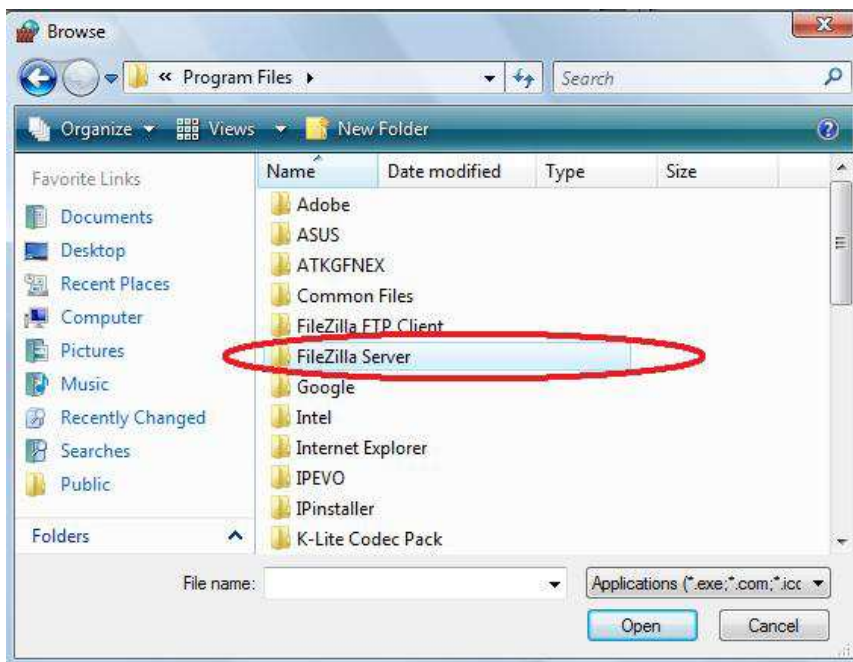 Browse
« Program Files
Search
Organize Views New Folder
Favorite Links
Documents
Desktop
Recent Places
Computer
Pictures
Music
Recently Changed
Searches
Public
Folders
Name Date modified Type Size
Adobe
ASUS
ATKGFNEX
Common Files
FileZilla FTP Client
FileZilla Server
Google
Intel
Internet Explorer
IPEVO
IPinstaller
K-Lite Codec Pack
File name:
Applications (*.exe;*.com;*.icc
Open Cancel